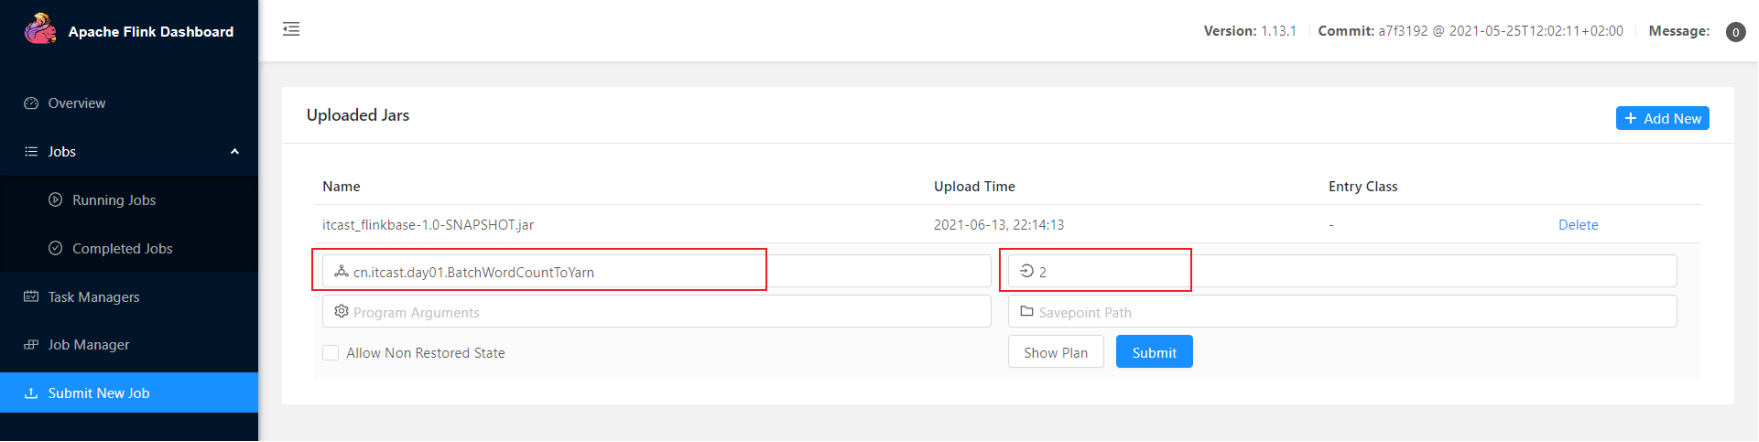 Apache Flink Dashboard
Version: 1.13.1 Commit: a7f3192 @ 2021-05-25T12:02:11+02:00 Message: 0
Overview
Jobs
Running Jobs
Completed Jobs
Task Managers
Job Manager
Submit New Job
Uploaded Jars
+ Add New
Name Upload Time Entry Class
itcast_flinkbase-1.0-SNAPSHOT.jar 2021-06-13, 22:14:13 - Delete
cn.itcast.day01.BatchWordCountToYarn 2
Program Arguments Savepoint Path
Allow Non Restored State Show Plan Submit